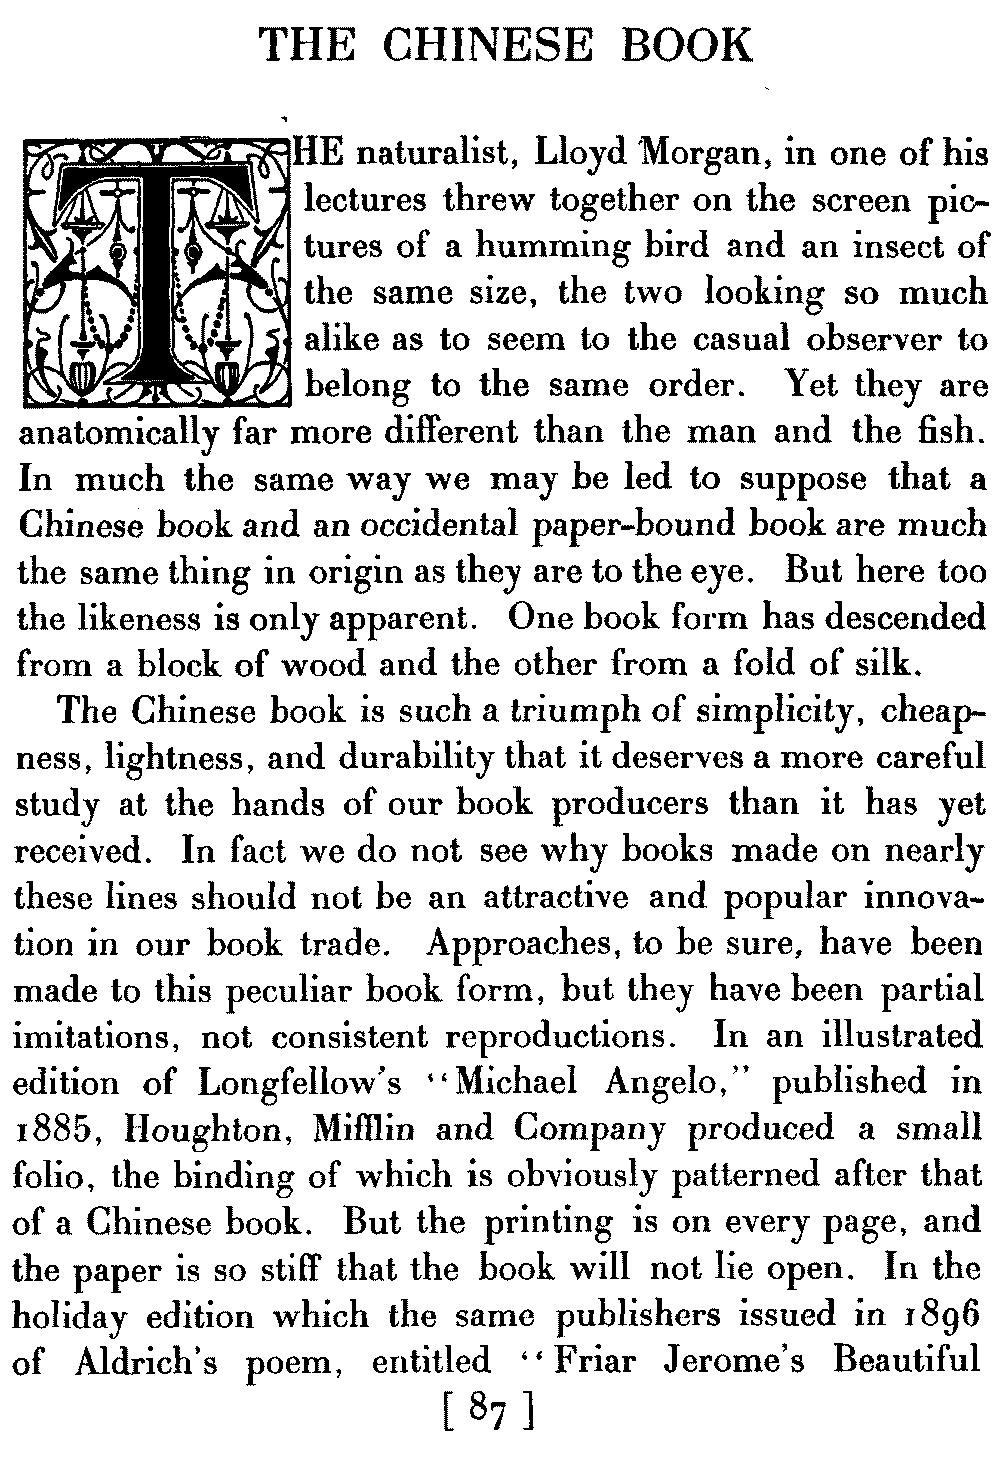 THE CHINESE BOOK
THE naturalist, Lloyd Morgan, in one of his
lectures threw together on the screen pic-
tures of a humming bird and an insect of
the same size, the two looking so much
alike as to seem to the casual observer to
belong to the same order. Yet they are
anatomically far more different than the man and the fish.
In much the same way we may be led to suppose that a
Chinese book and an occidental paper-bound book are much
the same thing in origin as they are to the eye. But here too
the likeness is only apparent. One book form has descended
from a block of wood and the other from a fold of silk.
The Chinese book is such a triumph of simplicity, cheap-
ness, lightness, and durability that it deserves a more careful
study at the hands of our book producers than it has yet
received. In fact we do not see why books made on nearly
these lines should not be an attractive and popular innova-
tion in our book trade. Approaches, to be sure, have been
made to this peculiar book form, but they have been partial
imitations, not consistent reproductions. In an illustrated
edition of Longfellow's "Michael Angelo," published in
1885, Houghton, Mifflin and Company produced a small
folio, the binding of which is obviously patterned after that
of a Chinese book. But the printing is on every page, and
the paper is so stiff that the book will not lie open. In the
holiday edition which the same publishers issued in 1896
of Aldrich's poem, entitled "Friar Jerome's Beautiful
[ 87 ]